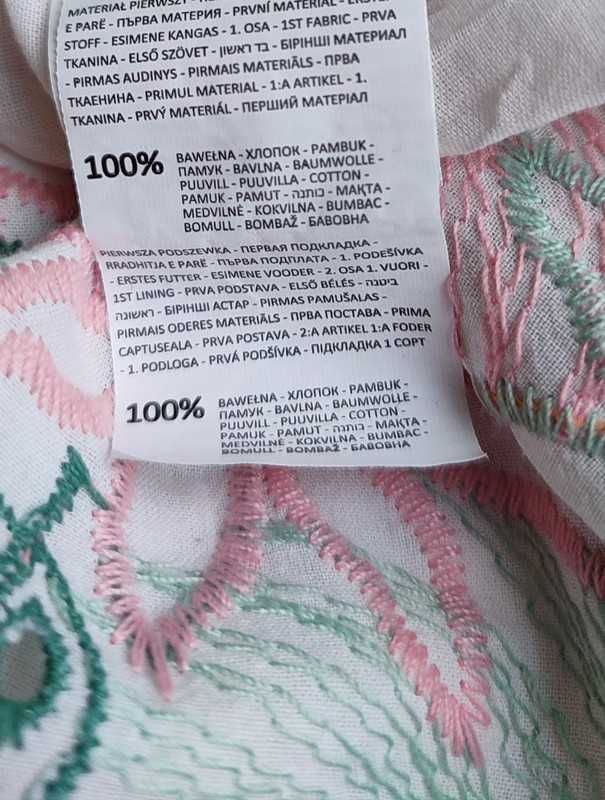 MATERIAŁ PIERWSZY
E PARË - ПЪРВА МАТЕРИЯ - PRVNÍ MATERIÁL -
STOFF - ESIMENE KANGAS - 1. OSA - 1ST FABRIC - PRVA
TKANINA - ELSŐ SZÖVET - בד ראשון - БІРІНШІ МАТЕРИАЛ
- PIRMAS AUDINYS - PIRMAIS MATERIĀLS - ПРВА
ТКАЕНИНА - PRIMUL MATERIAL - 1:A ARTIKEL - 1.
TKANINA - PRVÝ MATERIÁL - ПЕРШИЙ МАТЕРІАЛ
100% BAWEŁNA - ХЛОПОК - PAMBUK -
ПАМУК - BAVLNA - BAUMWOLLE -
PUUVILL - PUUVILLA - COTTON -
PAMUK - PAMUT - כותנה - МАҚТА -
MEDVILNĖ - KOKVILNA - BUMBAC -
BOMULL - BOMBAŽ - БАВОВНА
PIERWSZA PODSZEWKA - ПЕРВАЯ ПОДКЛАДКА -
RRADHITJA E PARË - ПЪРВА ПОДПЛАТА - 1. PODEŠÍVKA
- ERSTES FUTTER - ESIMENE VOODER - 2. OSA 1. VUORI -
1ST LINING - PRVA PODSTAVA - ELSŐ BÉLÉS - בטינה
ראשונה - БІРІНШІ АСТАР - PIRMAS PAMUŠALAS -
PIRMAIS ODERES MATERIĀLS - ПРВА ПОСТАВА - PRIMA
CAPTUSEALA - PRVA POSTAVA - 2:A ARTIKEL 1:A FODER
- 1. PODLOGA - PRVÁ PODŠÍVKA - ПІДКЛАДКА 1 СОРТ
100% BAWEŁNA - ХЛОПОК - PAMBUK -
ПАМУК - BAVLNA - BAUMWOLLE -
PUUVILL - PUUVILLA - COTTON -
PAMUK - PAMUT - כותנה - МАҚТА -
MEDVILNĖ - KOKVILNA - BUMBAC -
BOMULL - BOMBAŽ - БАВОВНА